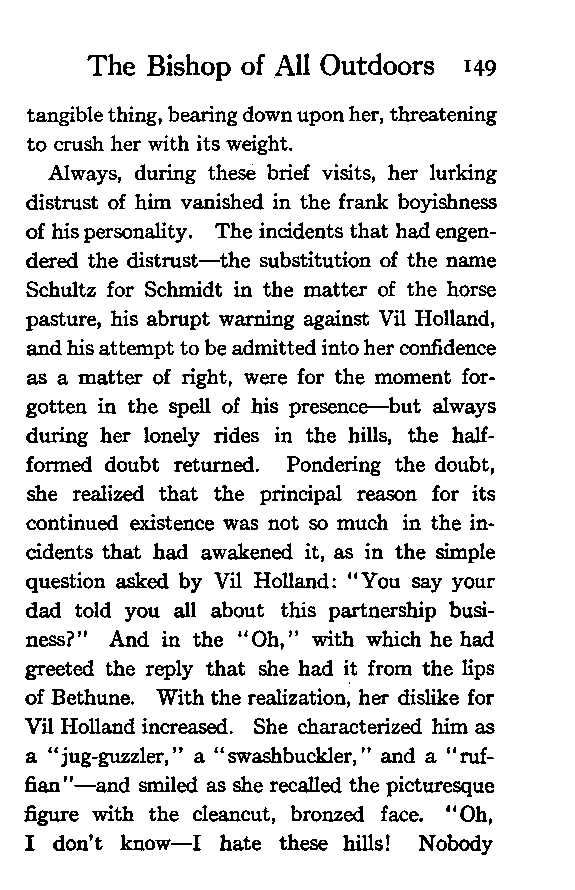 The Bishop of All Outdoors 149
tangible thing, bearing down upon her, threatening
to crush her with its weight.
Always, during these brief visits, her lurking
distrust of him vanished in the frank boyishness
of his personality. The incidents that had engen-
dered the distrust—the substitution of the name
Schultz for Schmidt in the matter of the horse
pasture, his abrupt warning against Vil Holland,
and his attempt to be admitted into her confidence
as a matter of right, were for the moment for-
gotten in the spell of his presence—but always
during her lonely rides in the hills, the half-
formed doubt returned. Pondering the doubt,
she realized that the principal reason for its
continued existence was not so much in the in-
cidents that had awakened it, as in the simple
question asked by Vil Holland: "You say your
dad told you all about this partnership busi-
ness?" And in the "Oh," with which he had
greeted the reply that she had it from the lips
of Bethune. With the realization, her dislike for
Vil Holland increased. She characterized him as
a "jug-guzzler," a "swashbuckler," and a "ruf-
fian"—and smiled as she recalled the picturesque
figure with the cleancut, bronzed face. "Oh,
I don't know—I hate these hills! Nobody